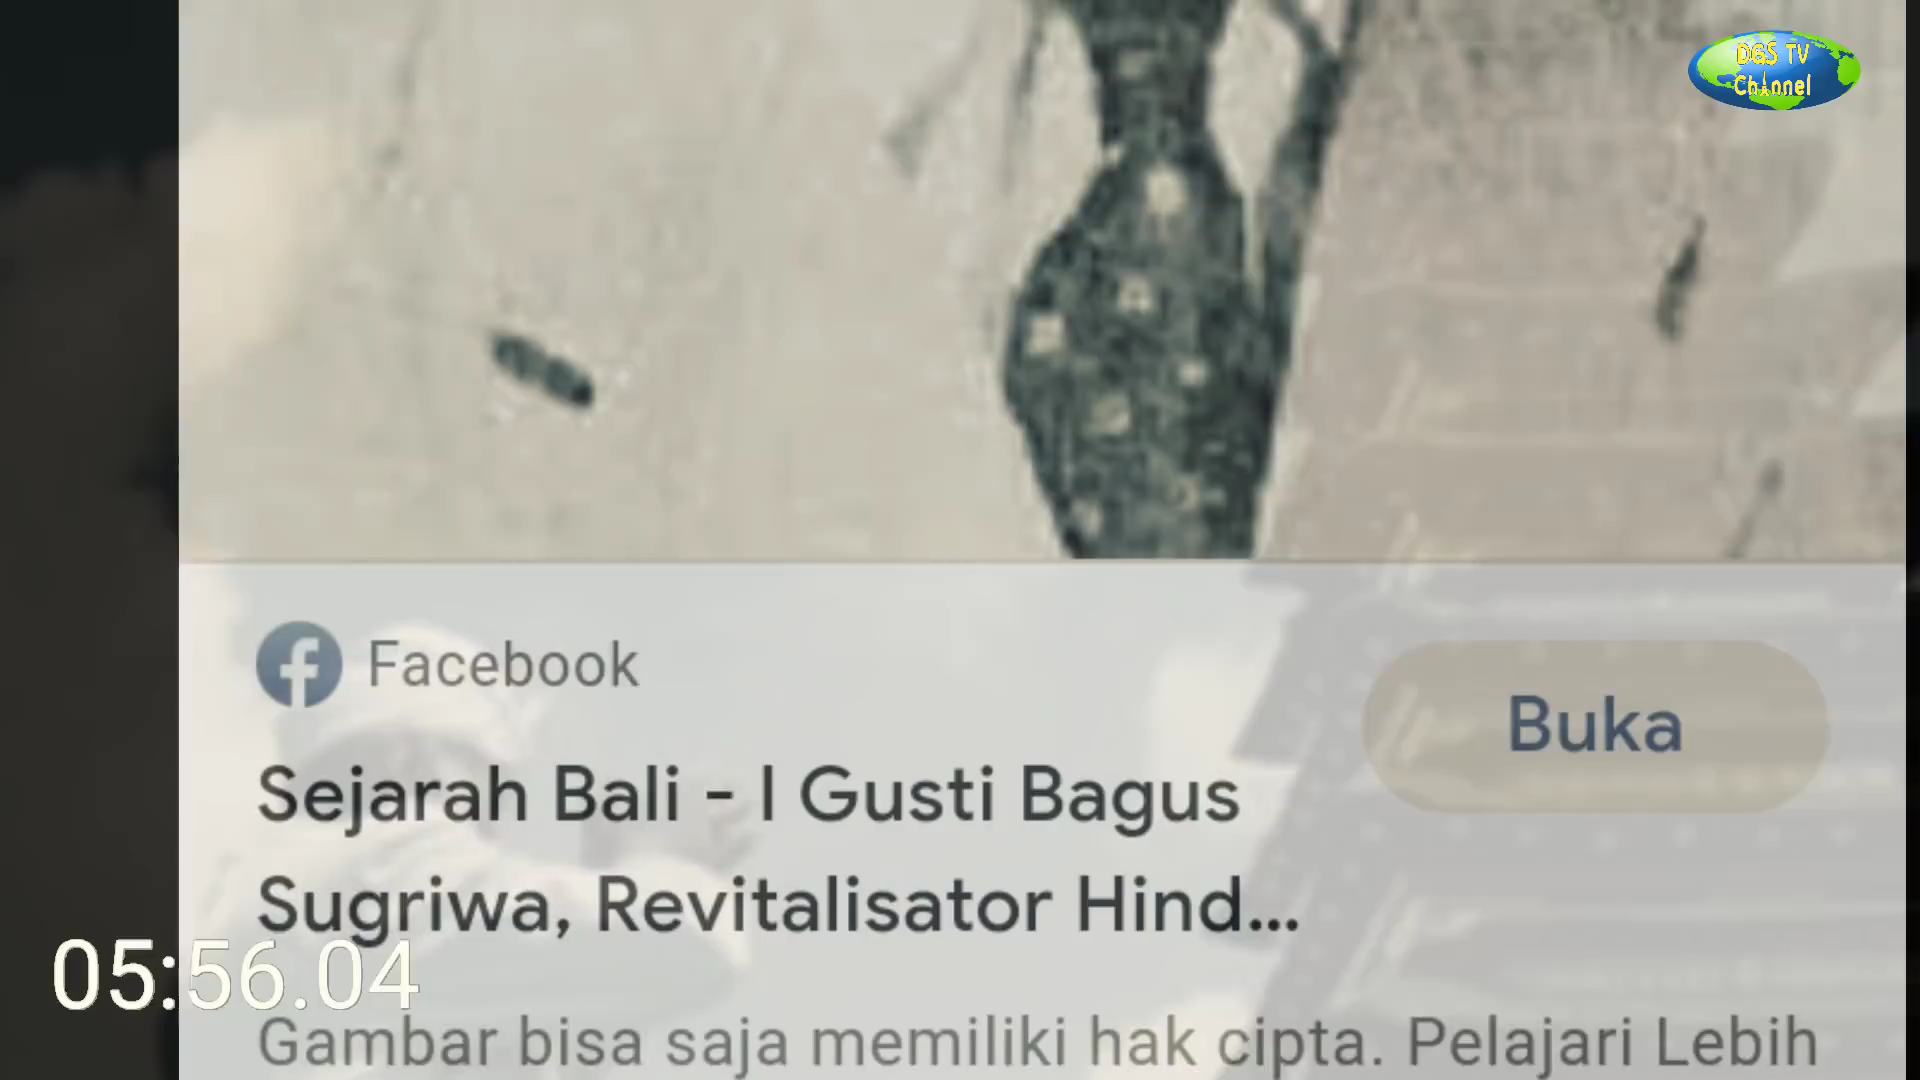 DGS TV
Channel
Facebook
Buka
Sejarah Bali - I Gusti Bagus
Sugriwa, Revitalisator Hind...
05:56.04
Gambar bisa saja memiliki hak cipta. Pelajari Lebih